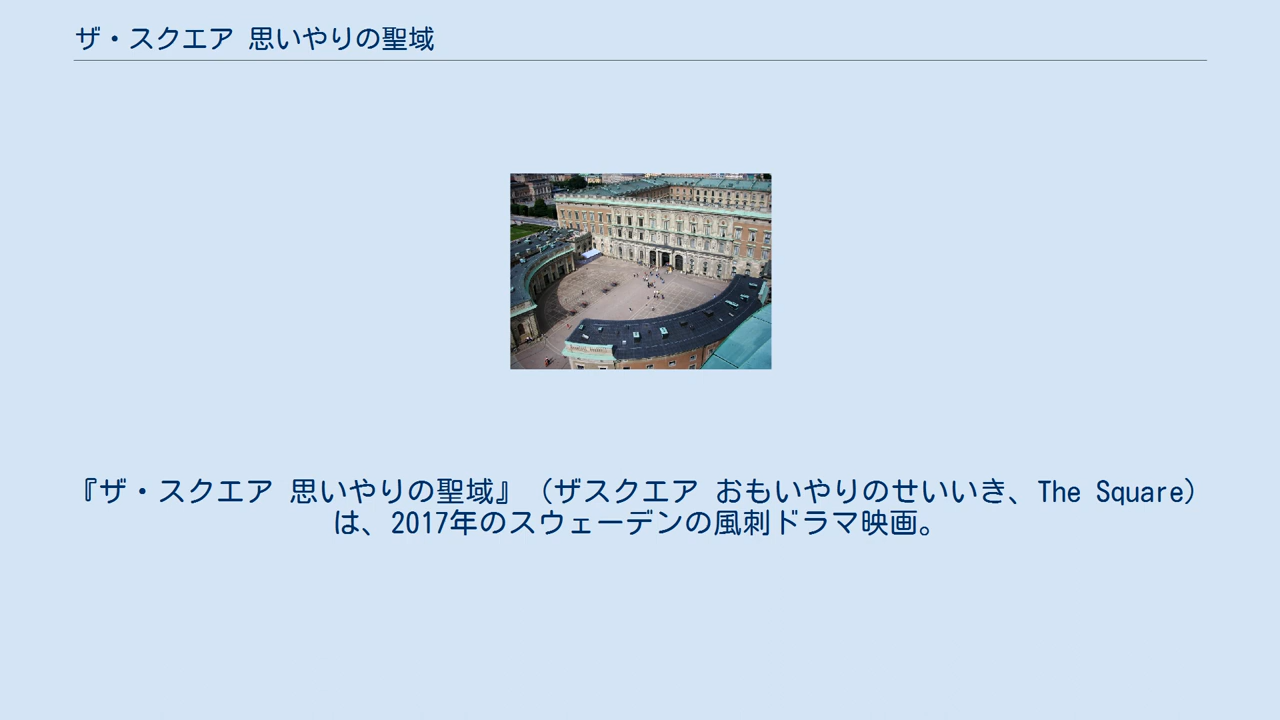 ザ・スクエア 思いやりの聖域
『ザ・スクエア 思いやりの聖域』（ザスクエア おもいやりのせいいき、The Square）
は、2017年のスウェーデンの風刺ドラマ映画。